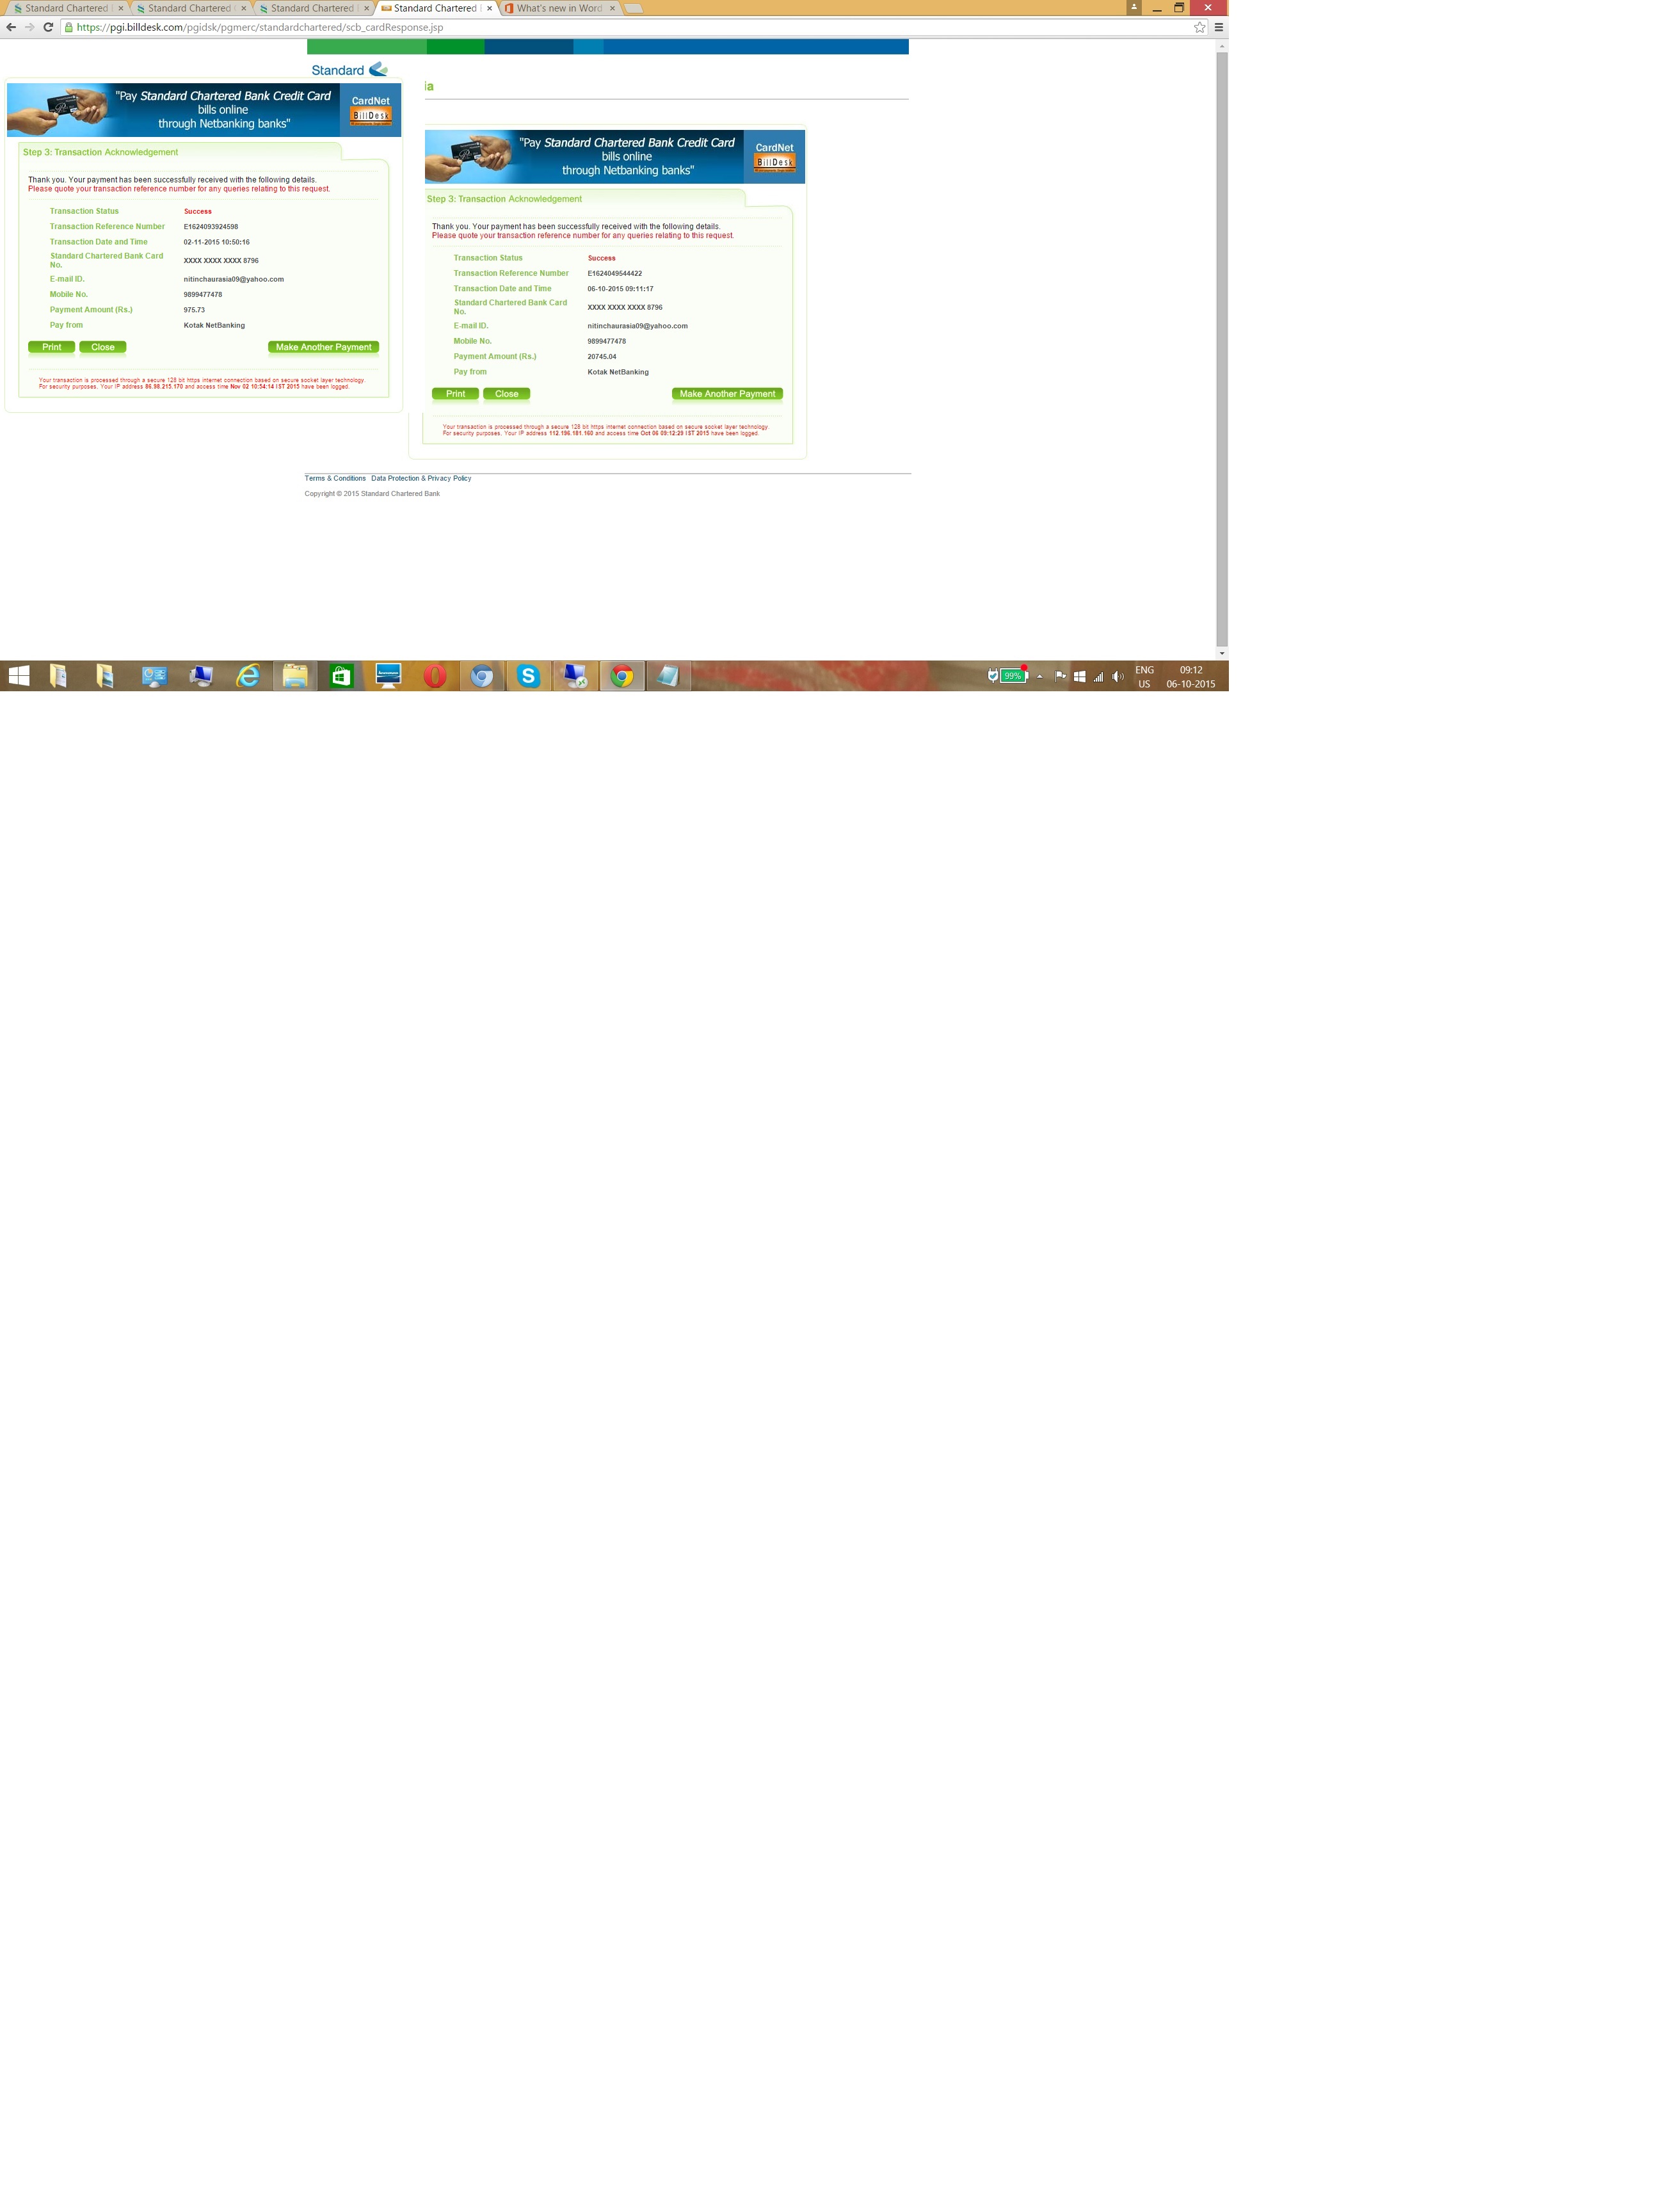 Standard Chartered
Standard Chartered
Standard Chartered
Standard Chartered
What's new in Word
https://pgi.billdesk.com/pgidsk/pgmerc/standardchartered/scb_cardResponse.jsp
Standard
ia
"Pay Standard Chartered Bank Credit Card
bills online
through Netbanking banks"
CardNet
BillDesk
Step 3: Transaction Acknowledgement
Thank you. Your payment has been successfully received with the following details.
Please quote your transaction reference number for any queries relating to this request.
Transaction Status Success
Transaction Reference Number E1624093924598
Transaction Date and Time 02-11-2015 10:50:16
Standard Chartered Bank Card
No. XXXX XXXX XXXX 8796
E-mail ID. nitinchaurasia09@yahoo.com
Mobile No. 9899477478
Payment Amount (Rs.) 975.73
Pay from Kotak NetBanking
Print Close Make Another Payment
Your transaction is processed through a secure 128 bit https internet connection based on secure socket layer technology.
For security purposes, Your IP address 86.98.215.170 and access time Nov 02 10:54:14 IST 2015 have been logged.
"Pay Standard Chartered Bank Credit Card
bills online
through Netbanking banks"
CardNet
BillDesk
Step 3: Transaction Acknowledgement
Thank you. Your payment has been successfully received with the following details.
Please quote your transaction reference number for any queries relating to this request.
Transaction Status Success
Transaction Reference Number E1624049544422
Transaction Date and Time 06-10-2015 09:11:17
Standard Chartered Bank Card
No. XXXX XXXX XXXX 8796
E-mail ID. nitinchaurasia09@yahoo.com
Mobile No. 9899477478
Payment Amount (Rs.) 20745.04
Pay from Kotak NetBanking
Print Close Make Another Payment
Your transaction is processed through a secure 128 bit https internet connection based on secure socket layer technology.
For security purposes, Your IP address 112.196.181.160 and access time Oct 06 09:12:28 IST 2015 have been logged.
Terms & Conditions Data Protection & Privacy Policy
Copyright © 2015 Standard Chartered Bank
99%
ENG
US
09:12
06-10-2015